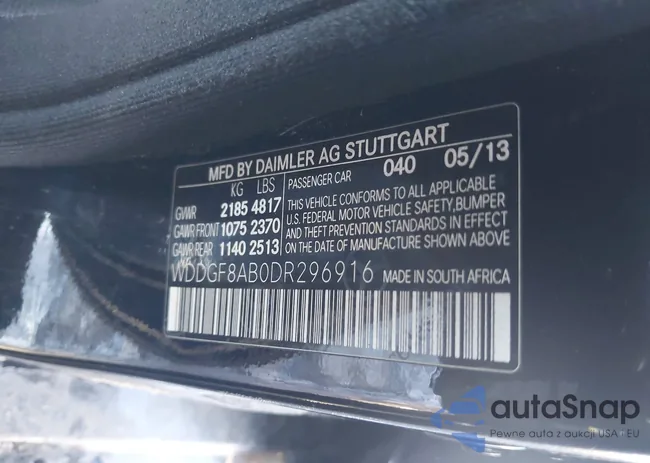 MFD BY DAIMLER AG STUTTGART
KG LBS PASSENGER CAR 040 05/13
GVWR 2185 4817
GAWR FRONT 1075 2370
GAWR REAR 1140 2513
THIS VEHICLE CONFORMS TO ALL APPLICABLE
U.S. FEDERAL MOTOR VEHICLE SAFETY, BUMPER
AND THEFT PREVENTION STANDARDS IN EFFECT
ON THE DATE OF MANUFACTURE SHOWN ABOVE
WDDGF8AB0DR296916 MADE IN SOUTH AFRICA
autaSnap
Pewne auta z aukcji USA i EU